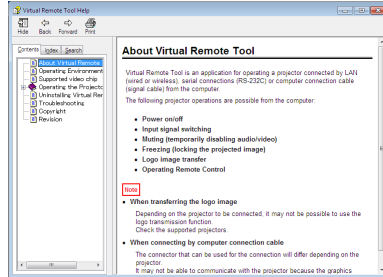 Virtual Remote Tool Help
Hide Back Forward Print
Contents Index Search
About Virtual Remote
Operating Environment
Supported video chip
Operating the Projecto
Uninstalling Virtual Rer
Troubleshooting
Copyright
Revision
About Virtual Remote Tool
Virtual Remote Tool is an application for operating a projector connected by LAN
(wired or wireless), serial connections (RS-232C) or computer connection cable
(signal cable) from the computer.
The following projector operations are possible from the computer:
• Power on/off
• Input signal switching
• Muting (temporarily disabling audio/video)
• Freezing (locking the projected image)
• Logo image transfer
• Operating Remote Control
Note
• When transferring the logo image
Depending on the projector to be connected, it may not be possible to use the
logo transmission function.
Check the supported projectors.
• When connecting by computer connection cable
The connector that can be used for the connection will differ depending on the
projector.
It may not be able to communicate with the projector because the graphics